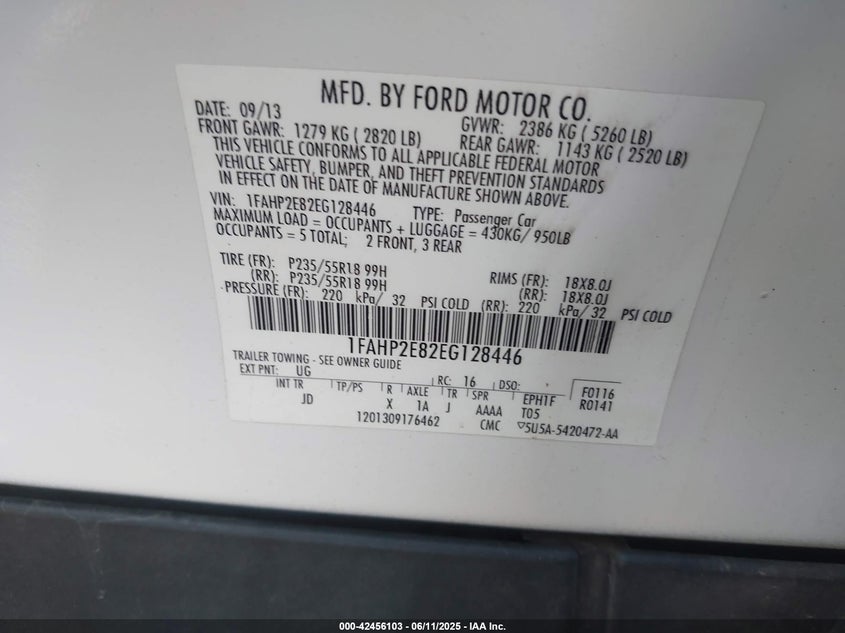 MFD. BY FORD MOTOR CO.
DATE: 09/13 GVWR: 2386 KG ( 5260 LB)
FRONT GAWR: 1279 KG ( 2820 LB) REAR GAWR: 1143 KG ( 2520 LB)
THIS VEHICLE CONFORMS TO ALL APPLICABLE FEDERAL MOTOR
VEHICLE SAFETY, BUMPER, AND THEFT PREVENTION STANDARDS
IN EFFECT ON THE DATE OF MANUFACTURE SHOWN ABOVE.
VIN: 1FAHP2E82EG128446 TYPE: Passenger Car
MAXIMUM LOAD = OCCUPANTS + LUGGAGE = 430KG/ 950LB
OCCUPANTS = 5 TOTAL; 2 FRONT, 3 REAR
TIRE (FR): P235/55R18 99H RIMS (FR): 18X8.0J
(RR): P235/55R18 99H (RR): 18X8.0J
PRESSURE (FR): 220 kPa/ 32 PSI COLD (RR): 220 kPa/ 32 PSI COLD
1FAHP2E82EG128446
TRAILER TOWING - SEE OWNER GUIDE
EXT PNT: UG RC: 16 DSO: F0116
INT TR TP/PS R AXLE TR SPR EPH1F R0141
JD X 1A J AAAA T05
1201309176462 CMC ▽5U5A-5420472-AA
000-42456103 - 06/11/2025 - IAA Inc.